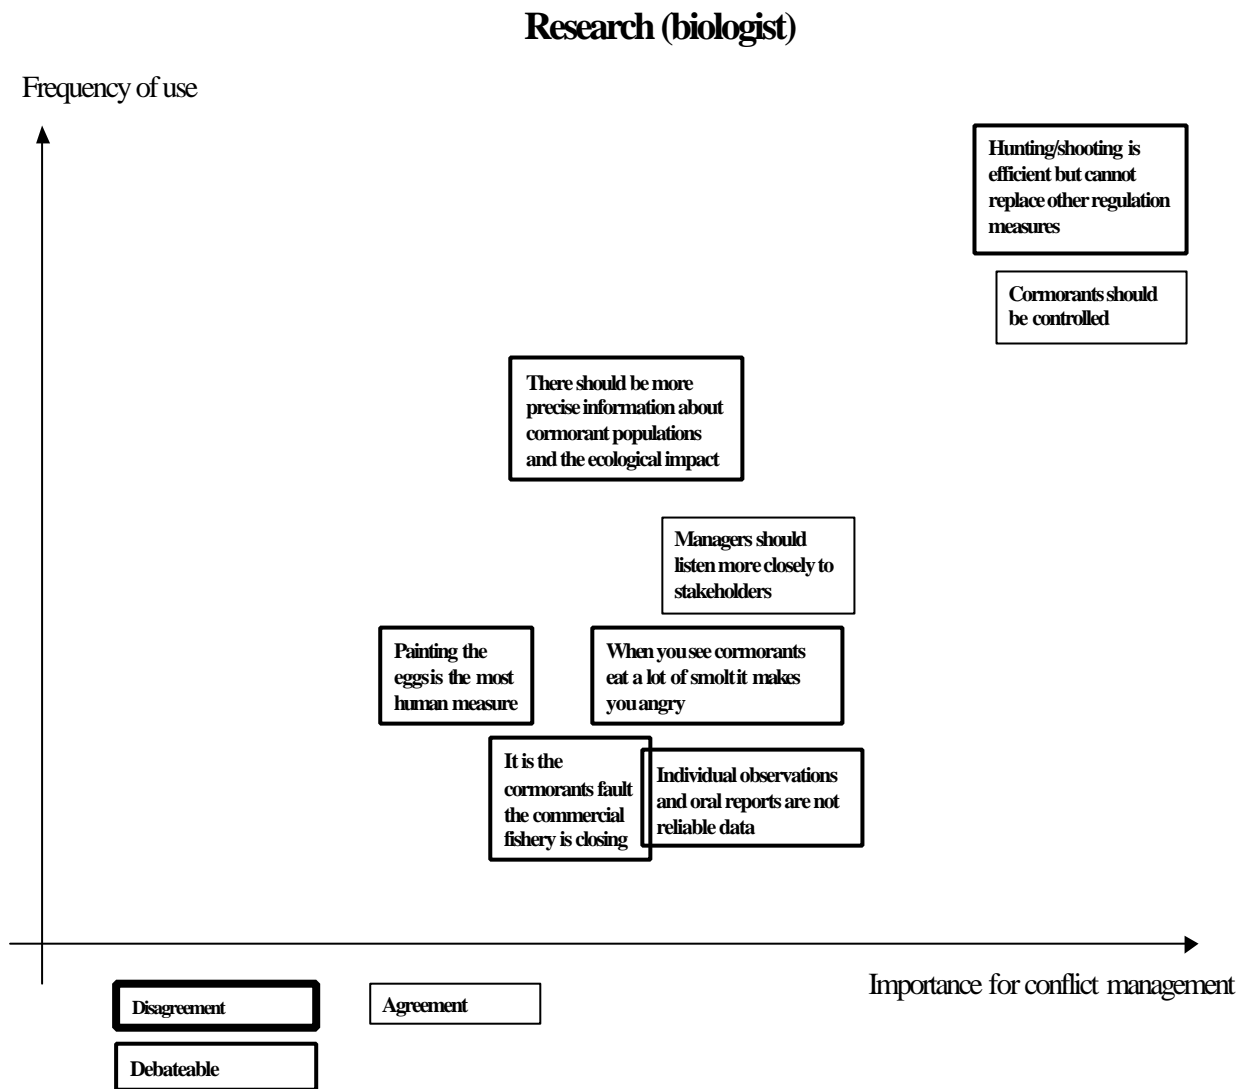 Research (biologist)
Frequency of use
Hunting/shooting is
efficient but cannot
replace other regulation
measures
Cormorants should
be controlled
There should be more
precise information about
cormorant populations
and the ecological impact
Managers should
listen more closely to
stakeholders
Painting the
eggs is the most
human measure
When you see cormorants
eat a lot of smolt it makes
you angry
It is the
cormorants fault
the commercial
fishery is closing
Individual observations
and oral reports are not
reliable data
Importance for conflict management
Disagreement
Agreement
Debateable